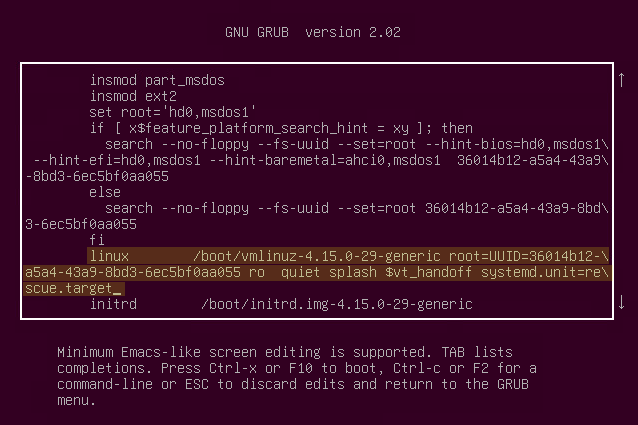 GNU GRUB  version 2.02
insmod part_msdos
insmod ext2
set root='hd0,msdos1'
if [ x$feature_platform_search_hint = xy ]; then
search --no-floppy --fs-uuid --set=root --hint-bios=hd0,msdos1\
--hint-efi=hd0,msdos1 --hint-baremetal=ahci0,msdos1  36014b12-a5a4-43a9\
-8bd3-6ec5bf0aa055
else
search --no-floppy --fs-uuid --set=root 36014b12-a5a4-43a9-8bd\
3-6ec5bf0aa055
fi
linux        /boot/vmlinuz-4.15.0-29-generic root=UUID=36014b12-\
a5a4-43a9-8bd3-6ec5bf0aa055 ro  quiet splash $vt_handoff systemd.unit=re\
scue.target_
initrd        /boot/initrd.img-4.15.0-29-generic
Minimum Emacs-like screen editing is supported. TAB lists
completions. Press Ctrl-x or F10 to boot, Ctrl-c or F2 for a
command-line or ESC to discard edits and return to the GRUB
menu.